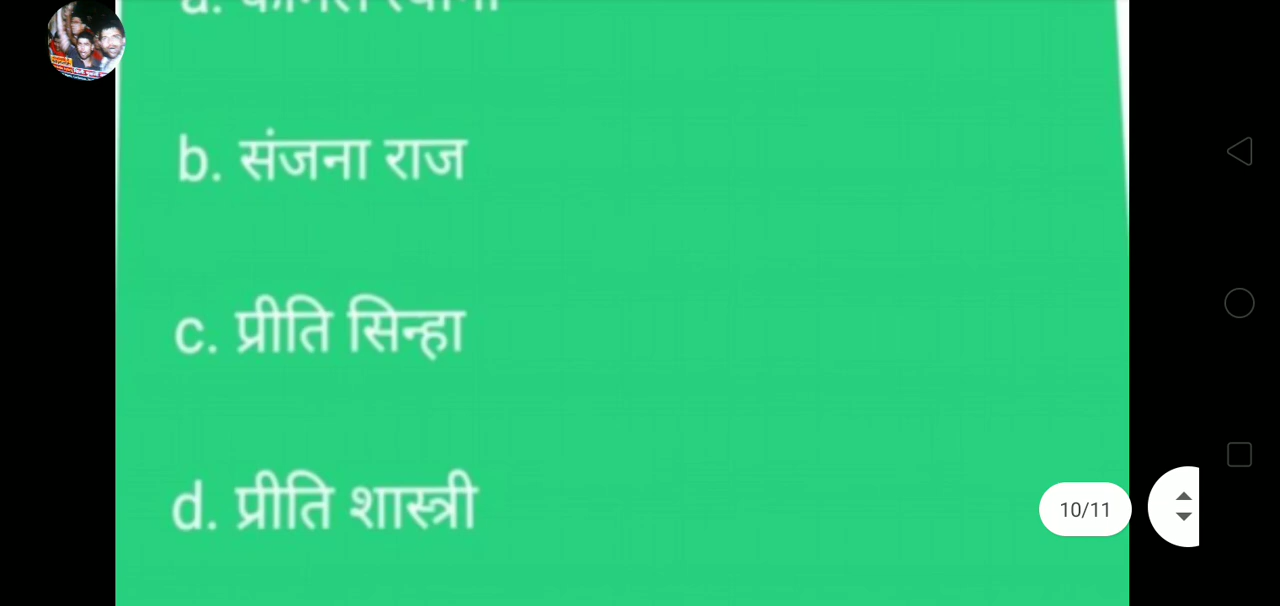 b. संजना राज
c. प्रीति सिन्हा
d. प्रीति शास्त्री
10/11